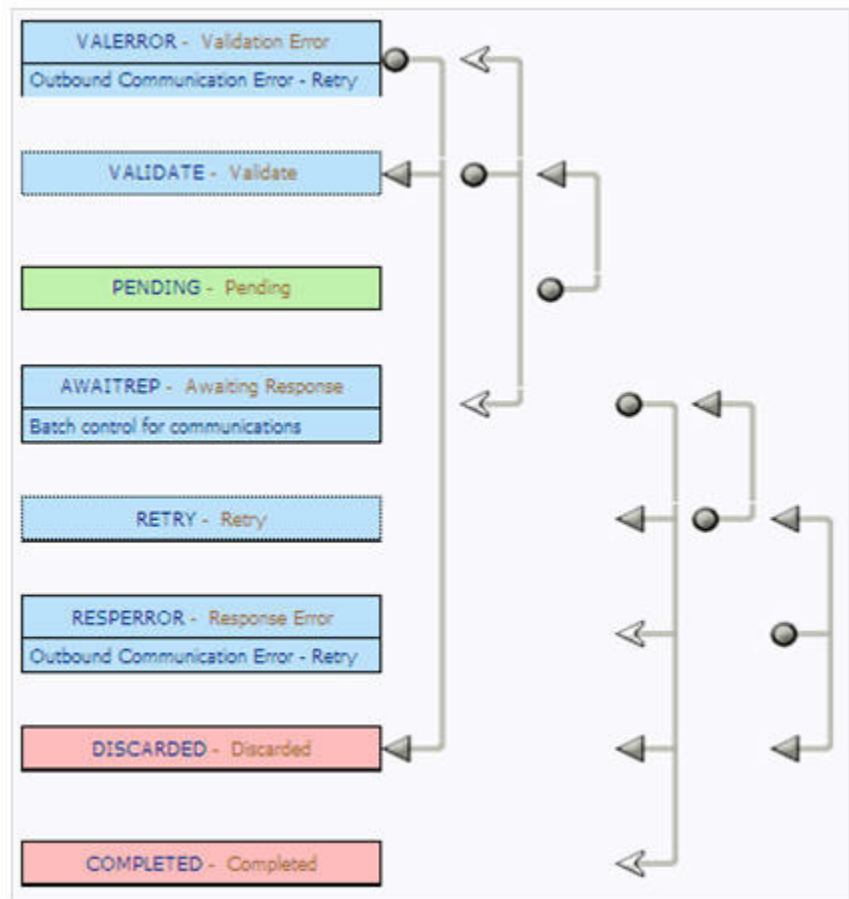 VALERROR - Validation Error
Outbound Communication Error - Retry
VALIDATE - Validate
PENDING - Pending
AWAITREP - Awaiting Response
Batch control for communications
RETRY - Retry
RESPERROR - Response Error
Outbound Communication Error - Retry
DISCARDED - Discarded
COMPLETED - Completed